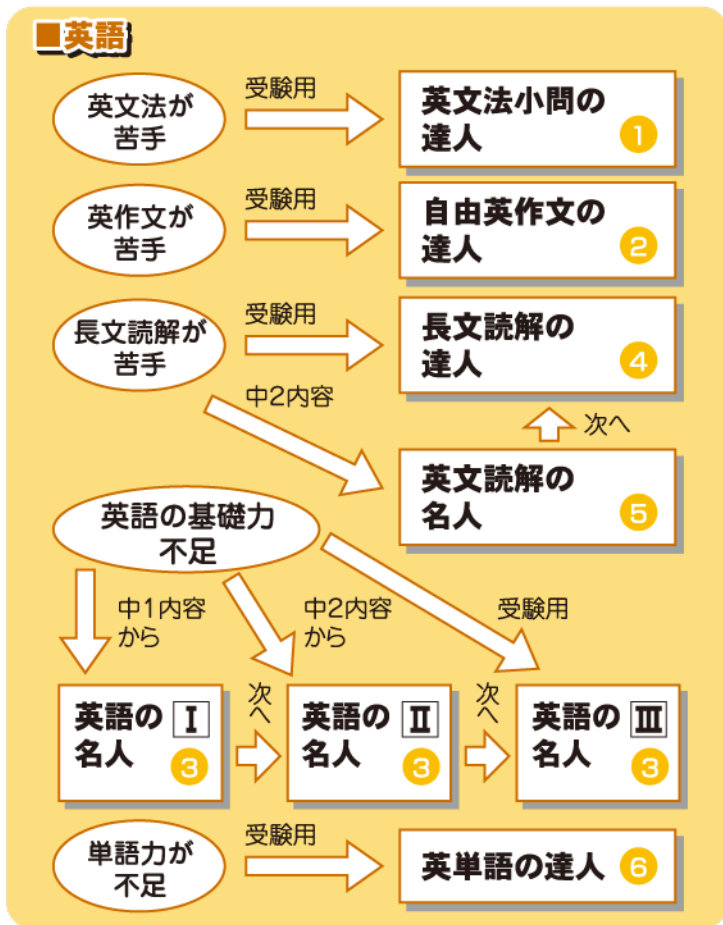 ■英語
英文法が
苦手
受験用
英文法小問の
達人 1
英作文が
苦手
受験用
自由英作文の
達人 2
長文読解が
苦手
受験用
長文読解の
達人 4
中2内容
次へ
英文読解の
名人 5
英語の基礎力
不足
中1内容
から
中2内容
から
受験用
英語の Ⅰ
名人 3
次へ
英語の Ⅱ
名人 3
次へ
英語の Ⅲ
名人 3
単語力が
不足
受験用
英単語の達人 6